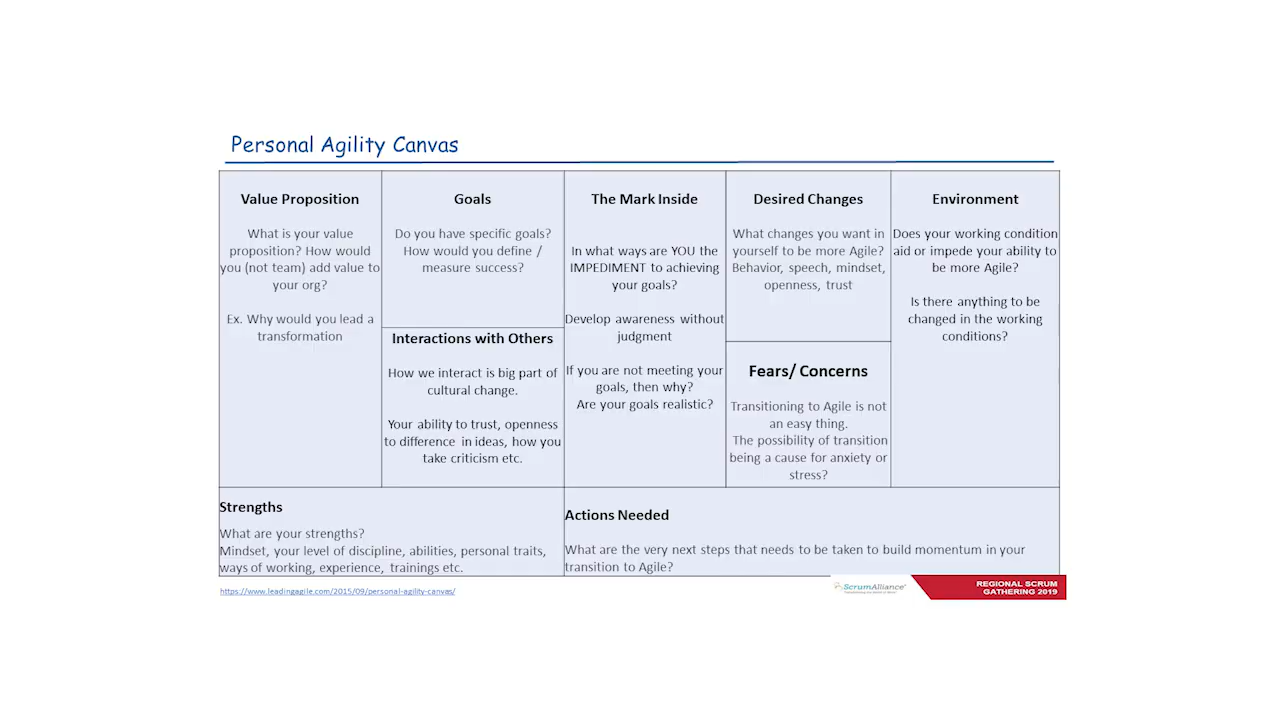 Personal Agility Canvas
Value Proposition
What is your value
proposition? How would
you (not team) add value to
your org?
Ex. Why would you lead a
transformation
Goals
Do you have specific goals?
How would you define /
measure success?
Interactions with Others
How we interact is big part of
cultural change.
Your ability to trust, openness
to difference in ideas, how you
take criticism etc.
The Mark Inside
In what ways are YOU the
IMPEDIMENT to achieving
your goals?
Develop awareness without
judgment
If you are not meeting your
goals, then why?
Are your goals realistic?
Desired Changes
What changes you want in
yourself to be more Agile?
Behavior, speech, mindset,
openness, trust
Fears/ Concerns
Transitioning to Agile is not
an easy thing.
The possibility of transition
being a cause for anxiety or
stress?
Environment
Does your working condition
aid or impede your ability to
be more Agile?
Is there anything to be
changed in the working
conditions?
Strengths
What are your strengths?
Mindset, your level of discipline, abilities, personal traits,
ways of working, experience, trainings etc.
Actions Needed
What are the very next steps that needs to be taken to build momentum in your
transition to Agile?
https://www.leadingagile.com/2015/09/personal-agility-canvas/
ScrumAlliance
REGIONAL SCRUM
GATHERING 2019